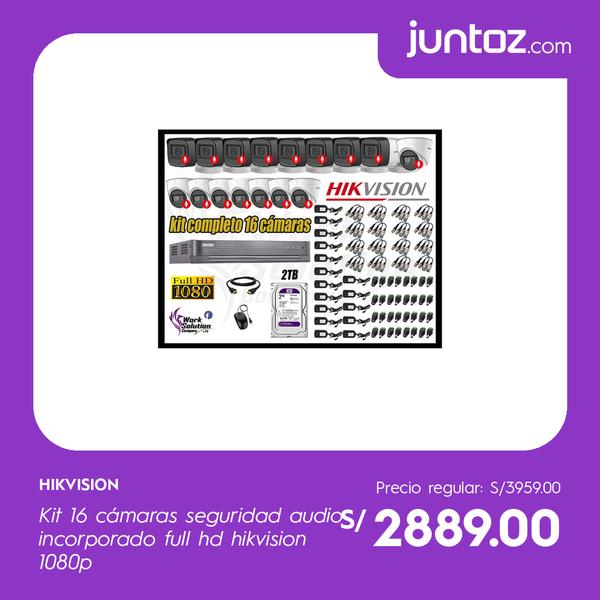 juntoz.com
HIKVISION
kit completo 16 cámaras
Full HD
1080
2TB
Work
Solution
Company
HIKVISION
Precio regular: S/3959.00
Kit 16 cámaras seguridad audio
incorporado full hd hikvision
1080p
S/ 2889.00